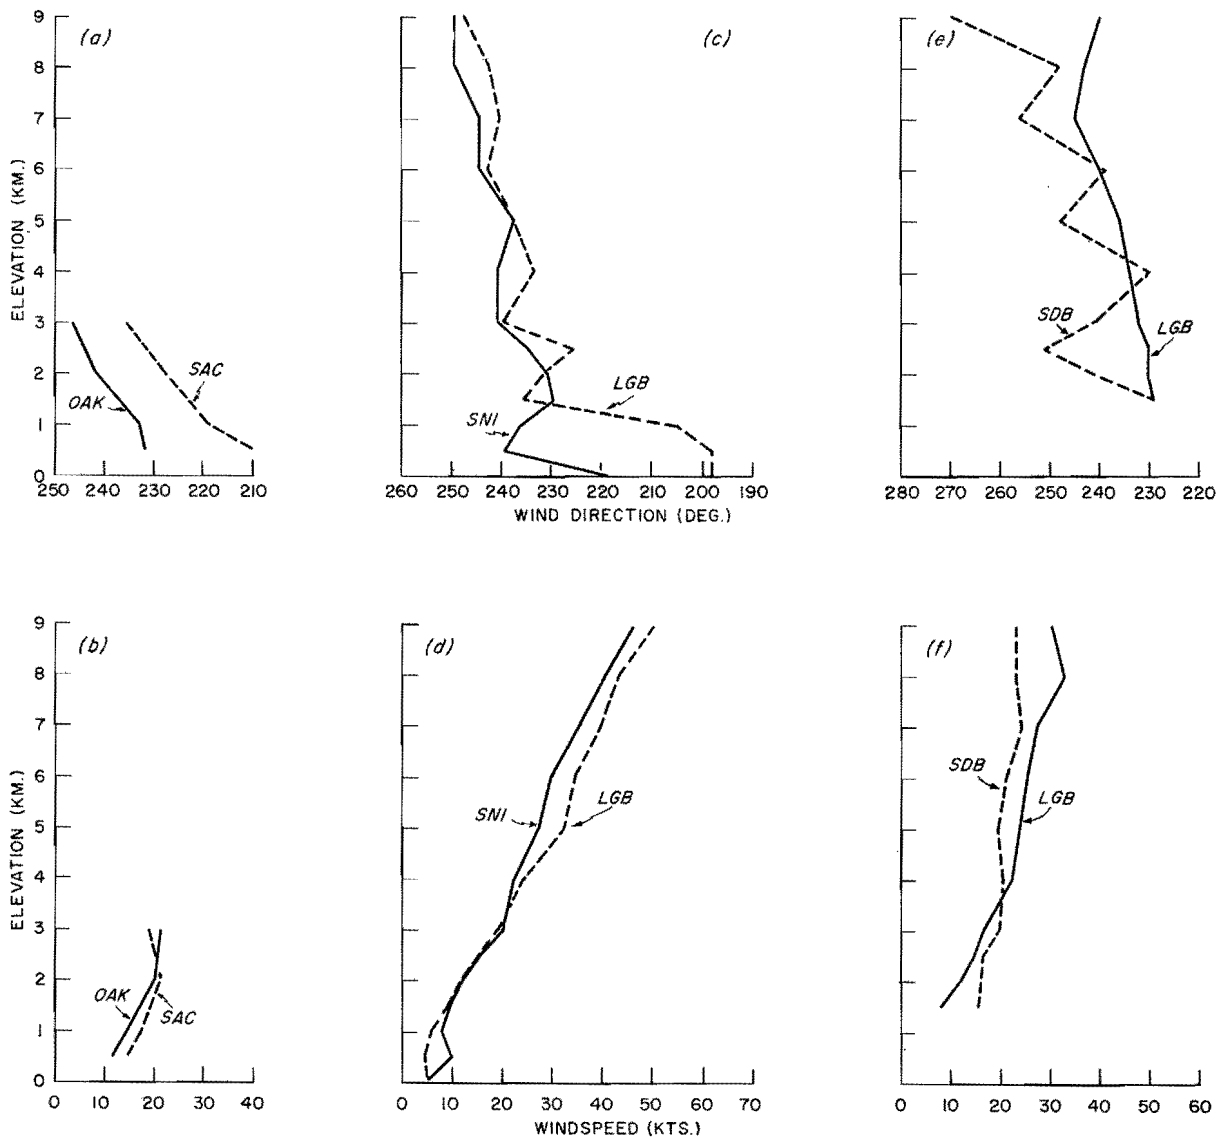 9
8
7
6
5
4
3
2
1
0
ELEVATION (KM.)
(a)
SAC
OAK
250 240 230 220 210
(c)
LGB
SNI
260 250 240 230 220 210 200 190
WIND DIRECTION (DEG.)
(e)
SDB
LGB
280 270 260 250 240 230 220
9
8
7
6
5
4
3
2
1
0
ELEVATION (KM.)
(b)
OAK
SAC
0 10 20 30 40
(d)
SNI
LGB
0 10 20 30 40 50 60 70
WINDSPEED (KTS.)
(f)
SDB
LGB
0 10 20 30 40 50 60